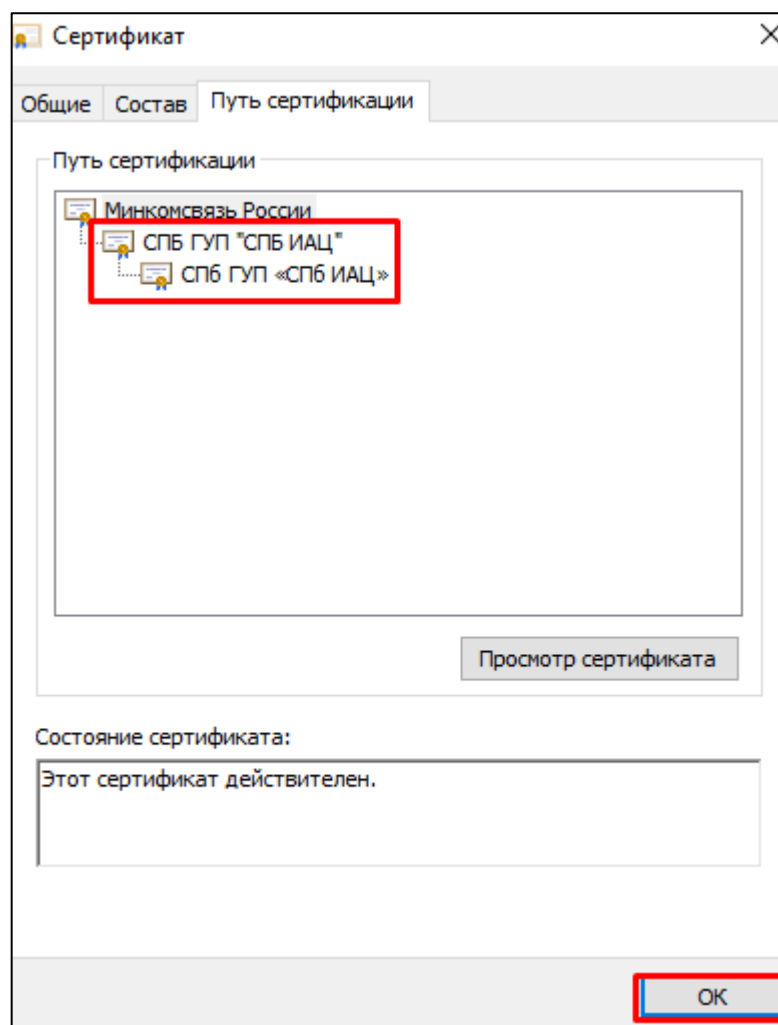 Сертификат
Общие Состав Путь сертификации
Путь сертификации
Минкомсвязь России
СПБ ГУП "СПБ ИАЦ"
СПб ГУП «СПб ИАЦ»
Просмотр сертификата
Состояние сертификата:
Этот сертификат действителен.
ОК